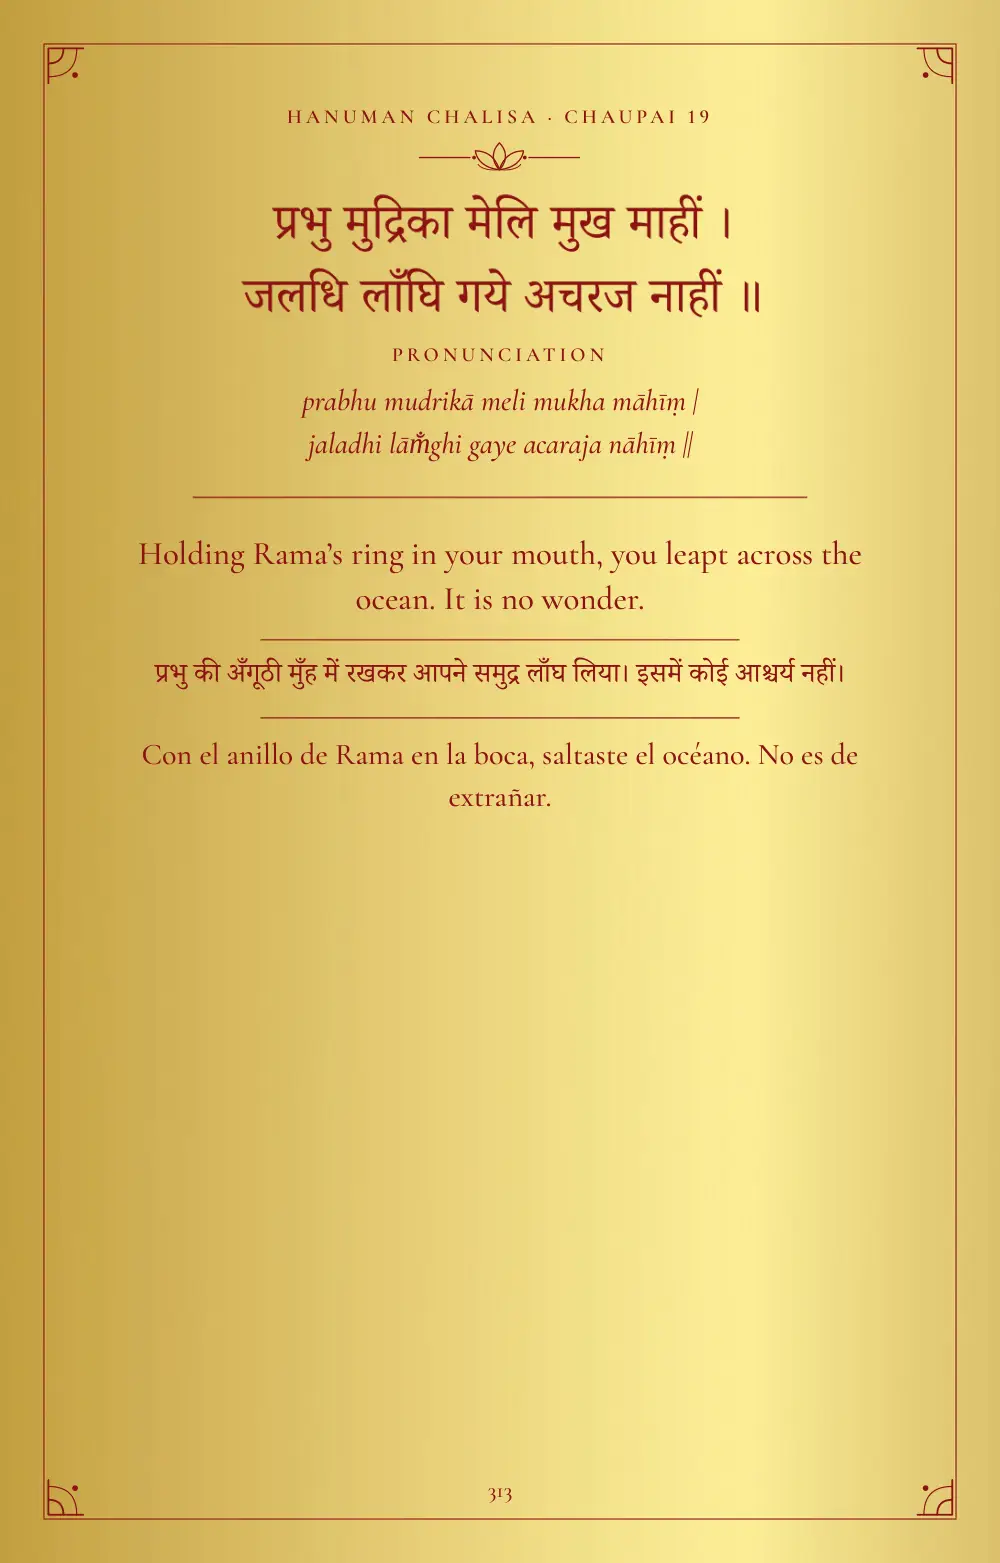 HANUMAN CHALISA · CHAUPAI 19
प्रभु मुद्रिका मेलि मुख माहीं ।
जलधि लाँघि गये अचरज नाहीं ॥
PRONUNCIATION
prabhu mudrikā meli mukha māhīṃ |
jaladhi lām̐ghi gaye acaraja nāhīṃ ||
Holding Rama’s ring in your mouth, you leapt across the
ocean. It is no wonder.
प्रभु की अँगूठी मुँह में रखकर आपने समुद्र लाँघ लिया। इसमें कोई आश्चर्य नहीं।
Con el anillo de Rama en la boca, saltaste el océano. No es de
extrañar.
313